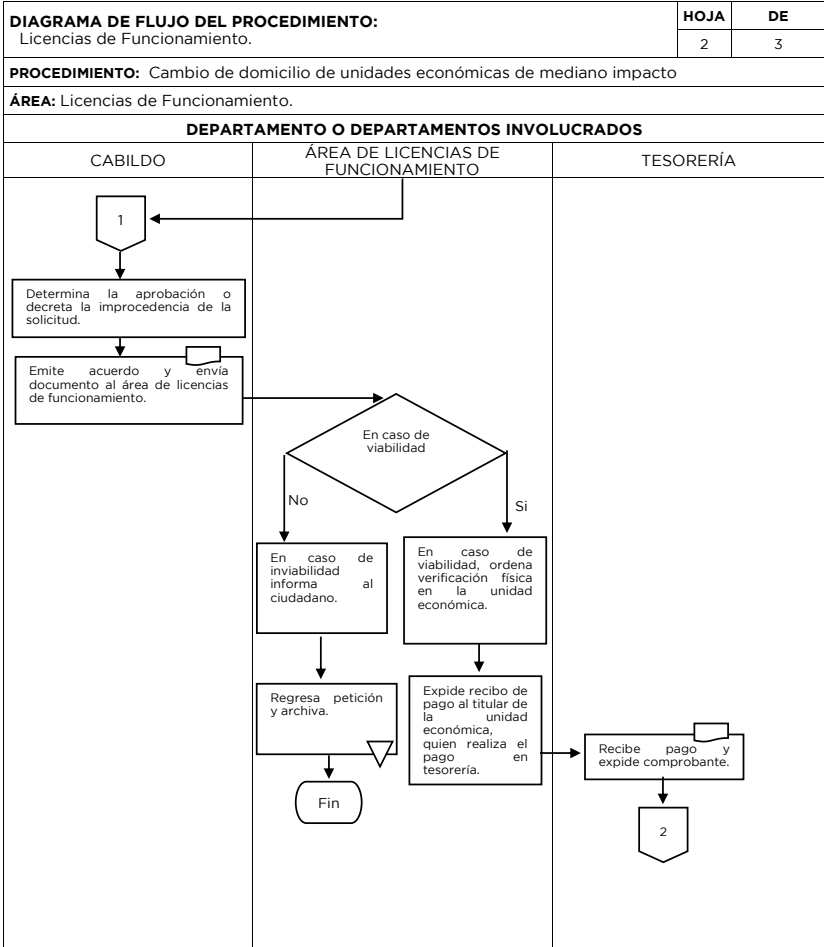 DIAGRAMA DE FLUJO DEL PROCEDIMIENTO:
Licencias de Funcionamiento.
HOJA DE
2 3
PROCEDIMIENTO: Cambio de domicilio de unidades económicas de mediano impacto
ÁREA: Licencias de Funcionamiento.
DEPARTAMENTO O DEPARTAMENTOS INVOLUCRADOS
CABILDO
ÁREA DE LICENCIAS DE
FUNCIONAMIENTO
TESORERÍA
1
Determina la aprobación o
decreta la improcedencia de la
solicitud.
Emite acuerdo y envía
documento al área de licencias
de funcionamiento.
En caso de
viabilidad
No
Si
En caso de
inviabilidad
informa al
ciudadano.
En caso de
viabilidad, ordena
verificación física
en la unidad
económica.
Regresa petición
y archiva.
Expide recibo de
pago al titular de
la unidad
económica,
quien realiza el
pago en
tesorería.
Recibe pago y
expide comprobante.
Fin
2